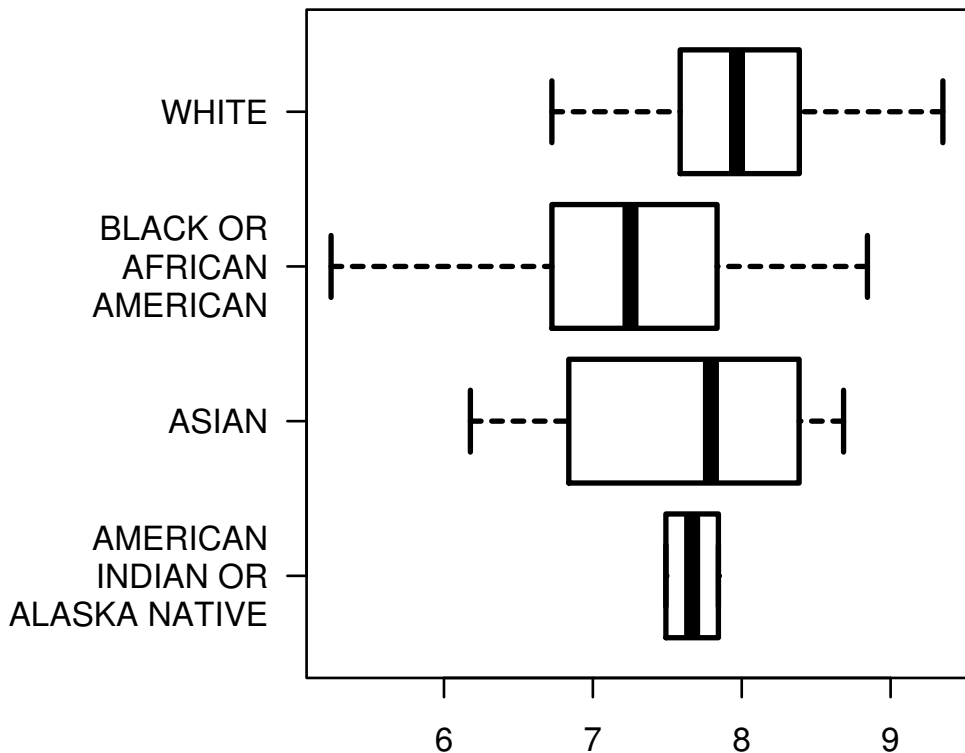 WHITE
BLACK OR
AFRICAN
AMERICAN
ASIAN
AMERICAN
INDIAN OR
ALASKA NATIVE
6 7 8 9